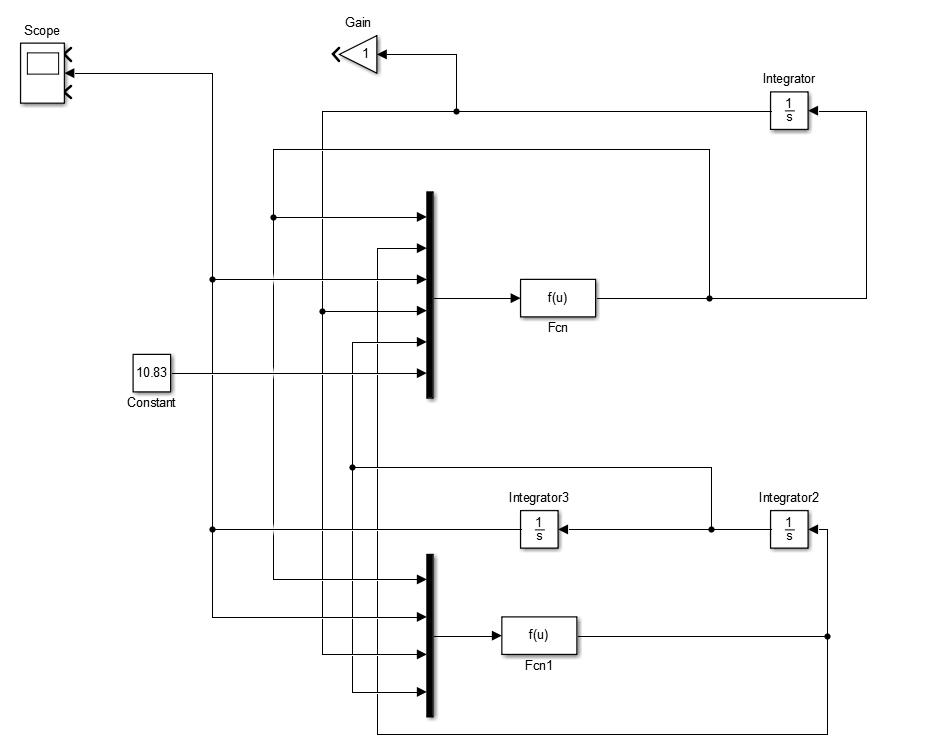 Gain
Scope
1
Integrator
1
s
f(u)
Fcn
10.83
Constant
Integrator3
1
s
Integrator2
1
s
f(u)
Fcn1